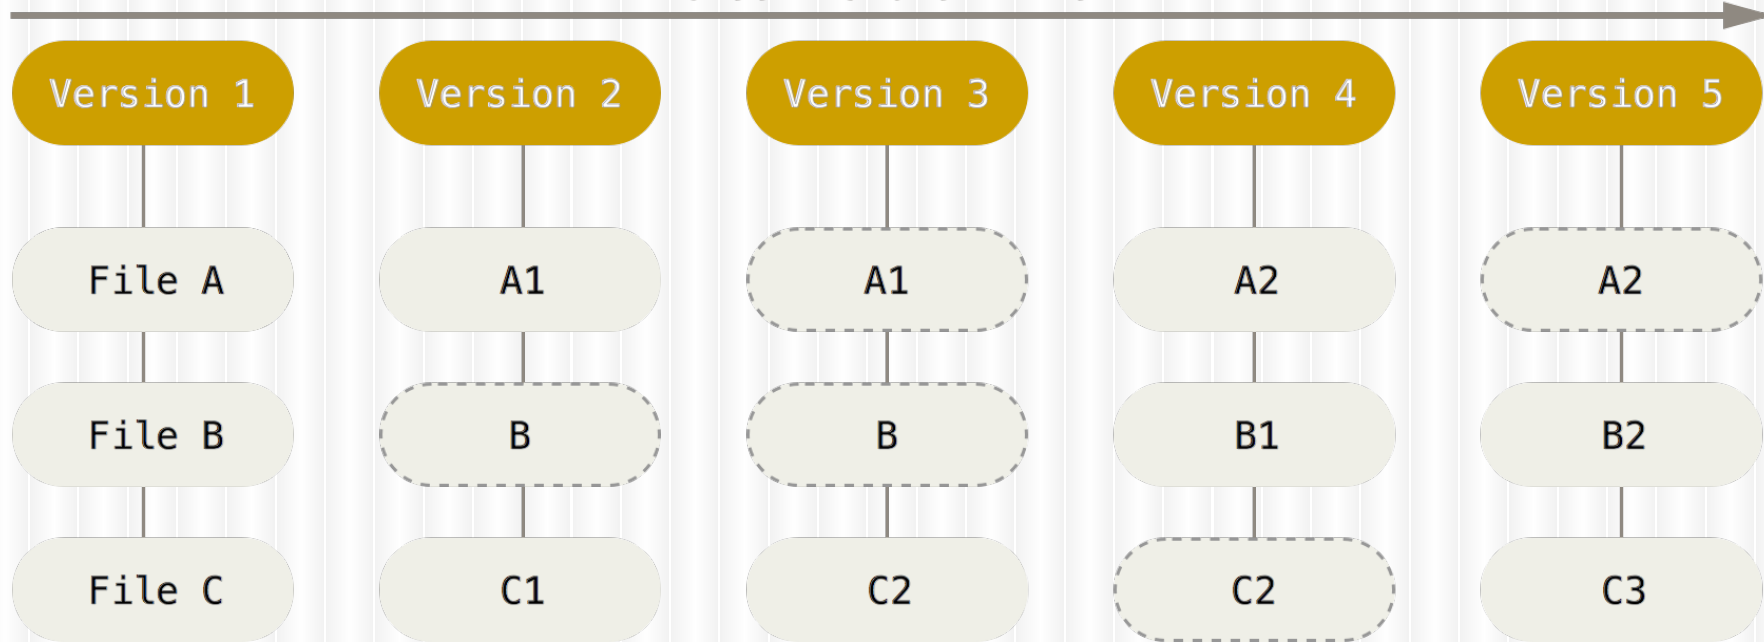 Version 1 Version 2 Version 3 Version 4 Version 5
File A A1 A1 A2 A2
File B B B B1 B2
File C C1 C2 C2 C3